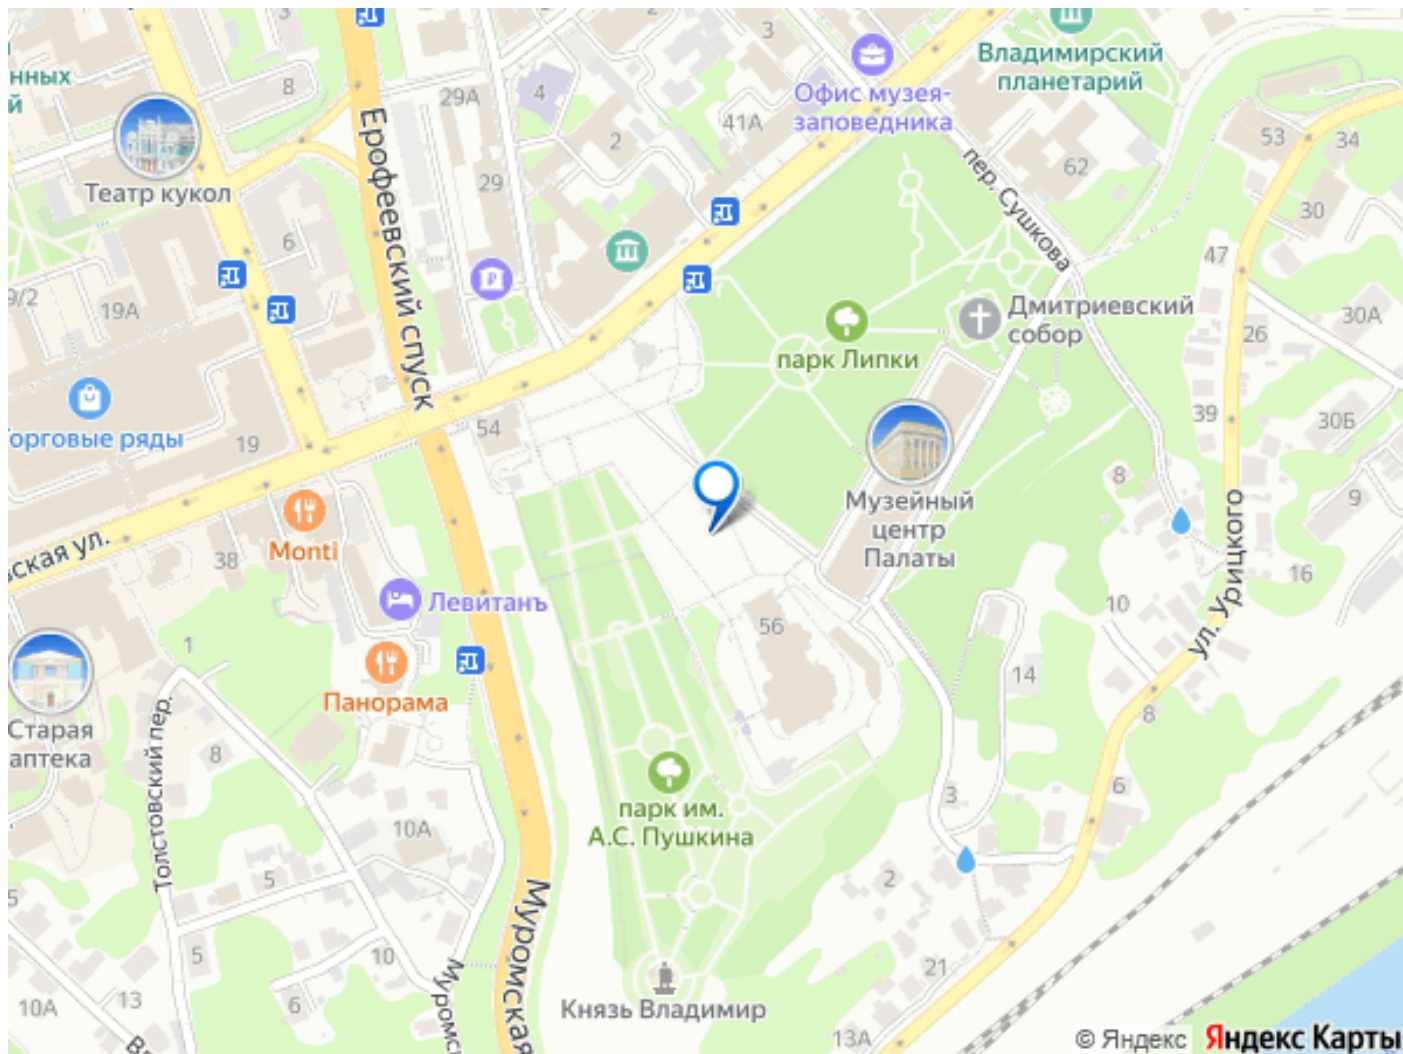 3
3
8
нных
й
Театр кукол
29А
4
2
41А
29
Офис музея-
заповедника
Владимирский
планетарий
53
34
62
30
пер. Сушкова
47
6
9/2
19А
Ерофеевский спуск
парк Липки
Дмитриевский
собор
26
30А
орговые ряды
19
54
39
30Б
8
9
Музейный
центр
Палаты
ская ул.
Monti
38
Левитанъ
56
10
16
ул. Урицкого
1
Панорама
14
8
Старая
аптека
Толстовский пер.
8
парк им.
А.С. Пушкина
3
6
10А
5
2
5
5
10
21
Князь Владимир
6
13
10А
13А
Муромская
Муромс
© Яндекс
Яндекс Карты